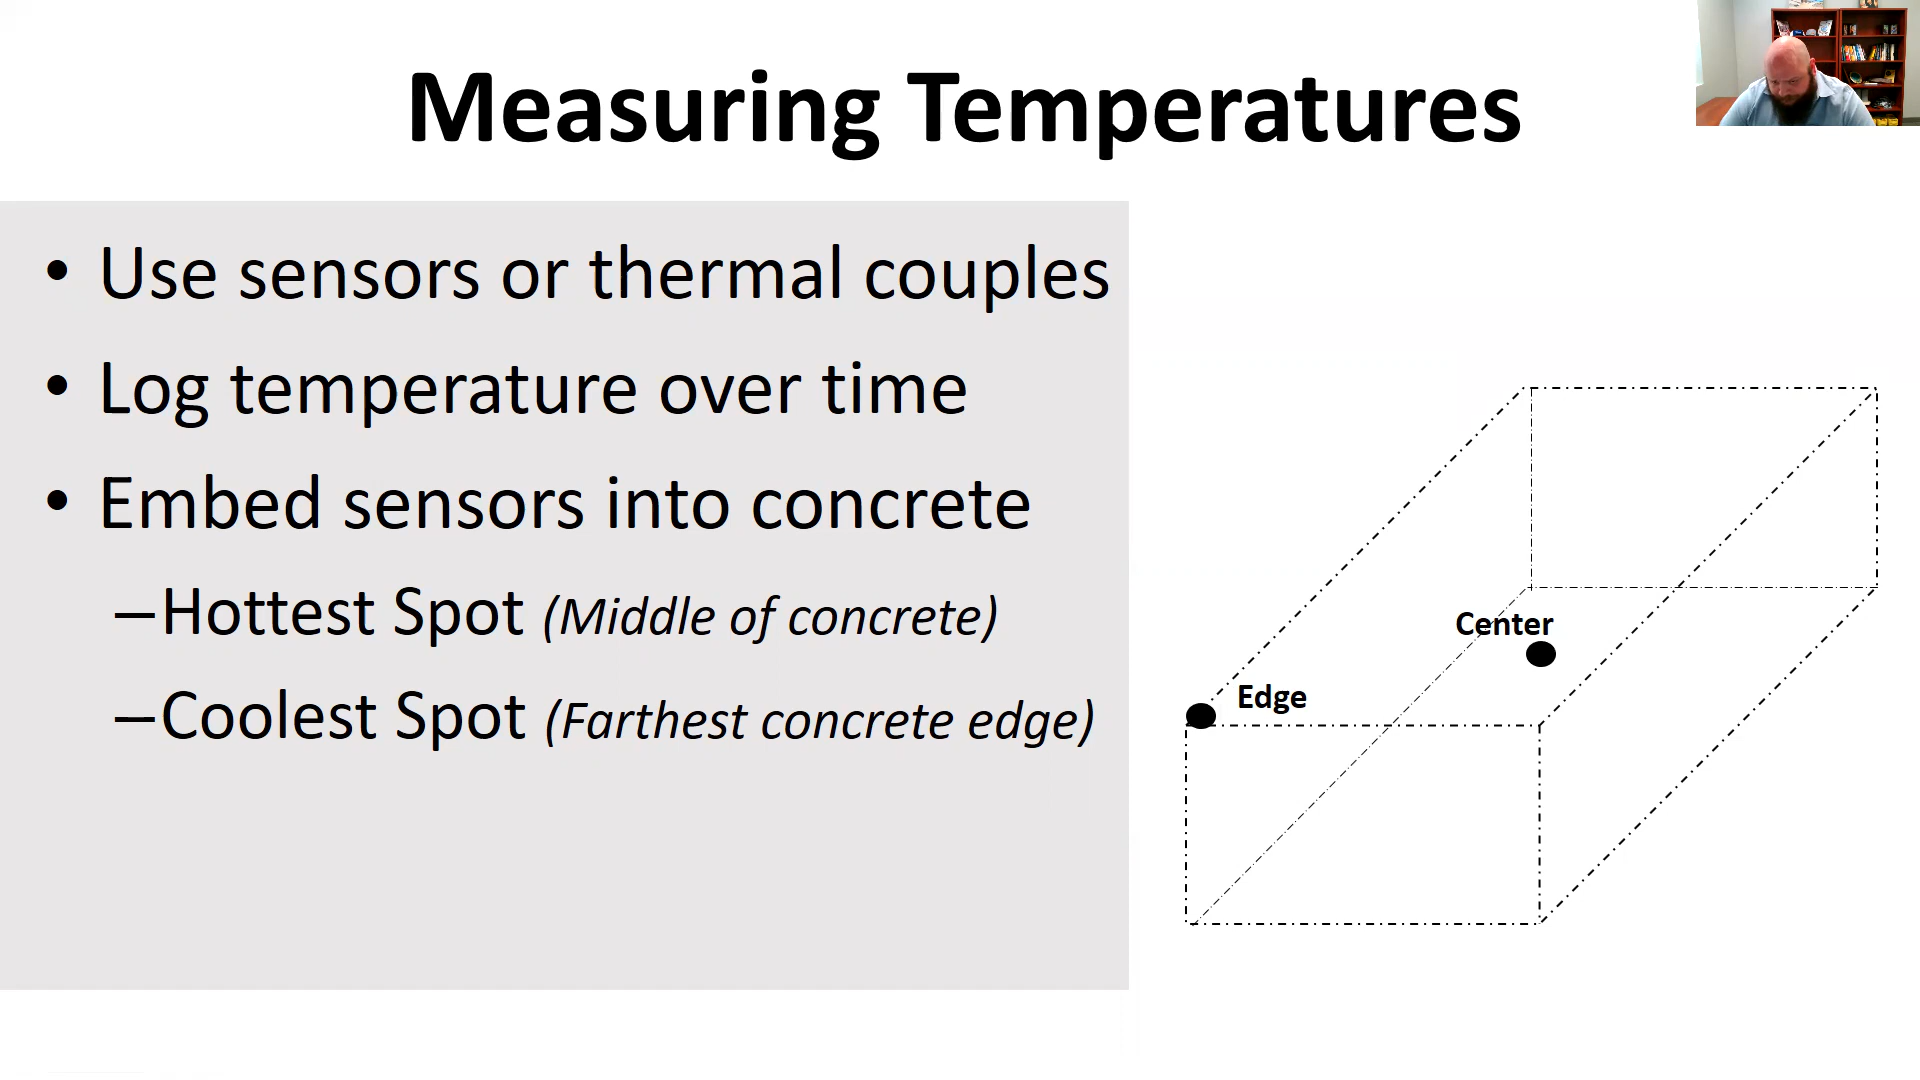 Measuring Temperatures
• Use sensors or thermal couples
• Log temperature over time
• Embed sensors into concrete
–Hottest Spot (Middle of concrete)
–Coolest Spot (Farthest concrete edge)
Center
Edge